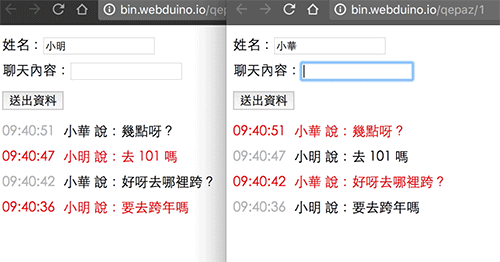 bin.webduino.io/qepaz/
姓名：小明
聊天內容：
送出資料
09:40:51 小華 說：幾點呀？
09:40:47 小明 說：去 101 嗎
09:40:42 小華 說：好呀去哪裡跨？
09:40:36 小明 說：要去跨年嗎
bin.webduino.io/qepaz/1
姓名：小華
聊天內容：
送出資料
09:40:51 小華 說：幾點呀？
09:40:47 小明 說：去 101 嗎
09:40:42 小華 說：好呀去哪裡跨？
09:40:36 小明 說：要去跨年嗎